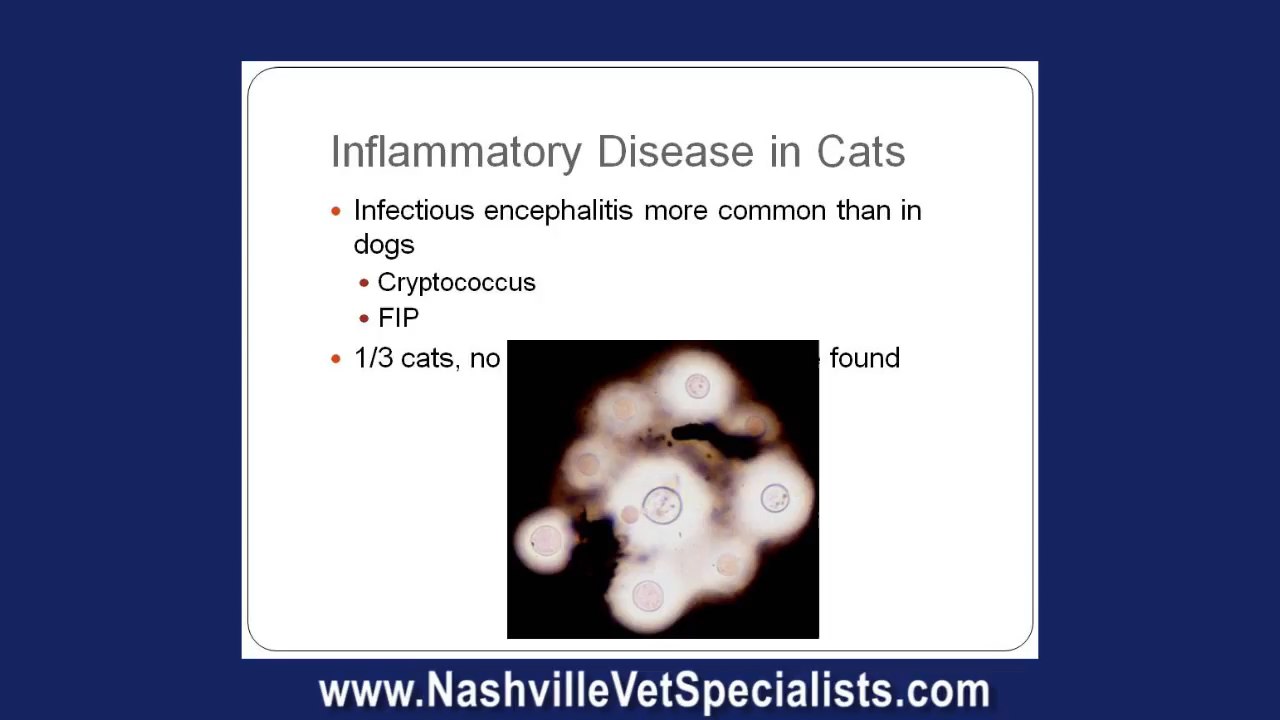 Inflammatory Disease in Cats
Infectious encephalitis more common than in
dogs
Cryptococcus
FIP
1/3 cats, no found
www.NashvilleVetSpecialists.com